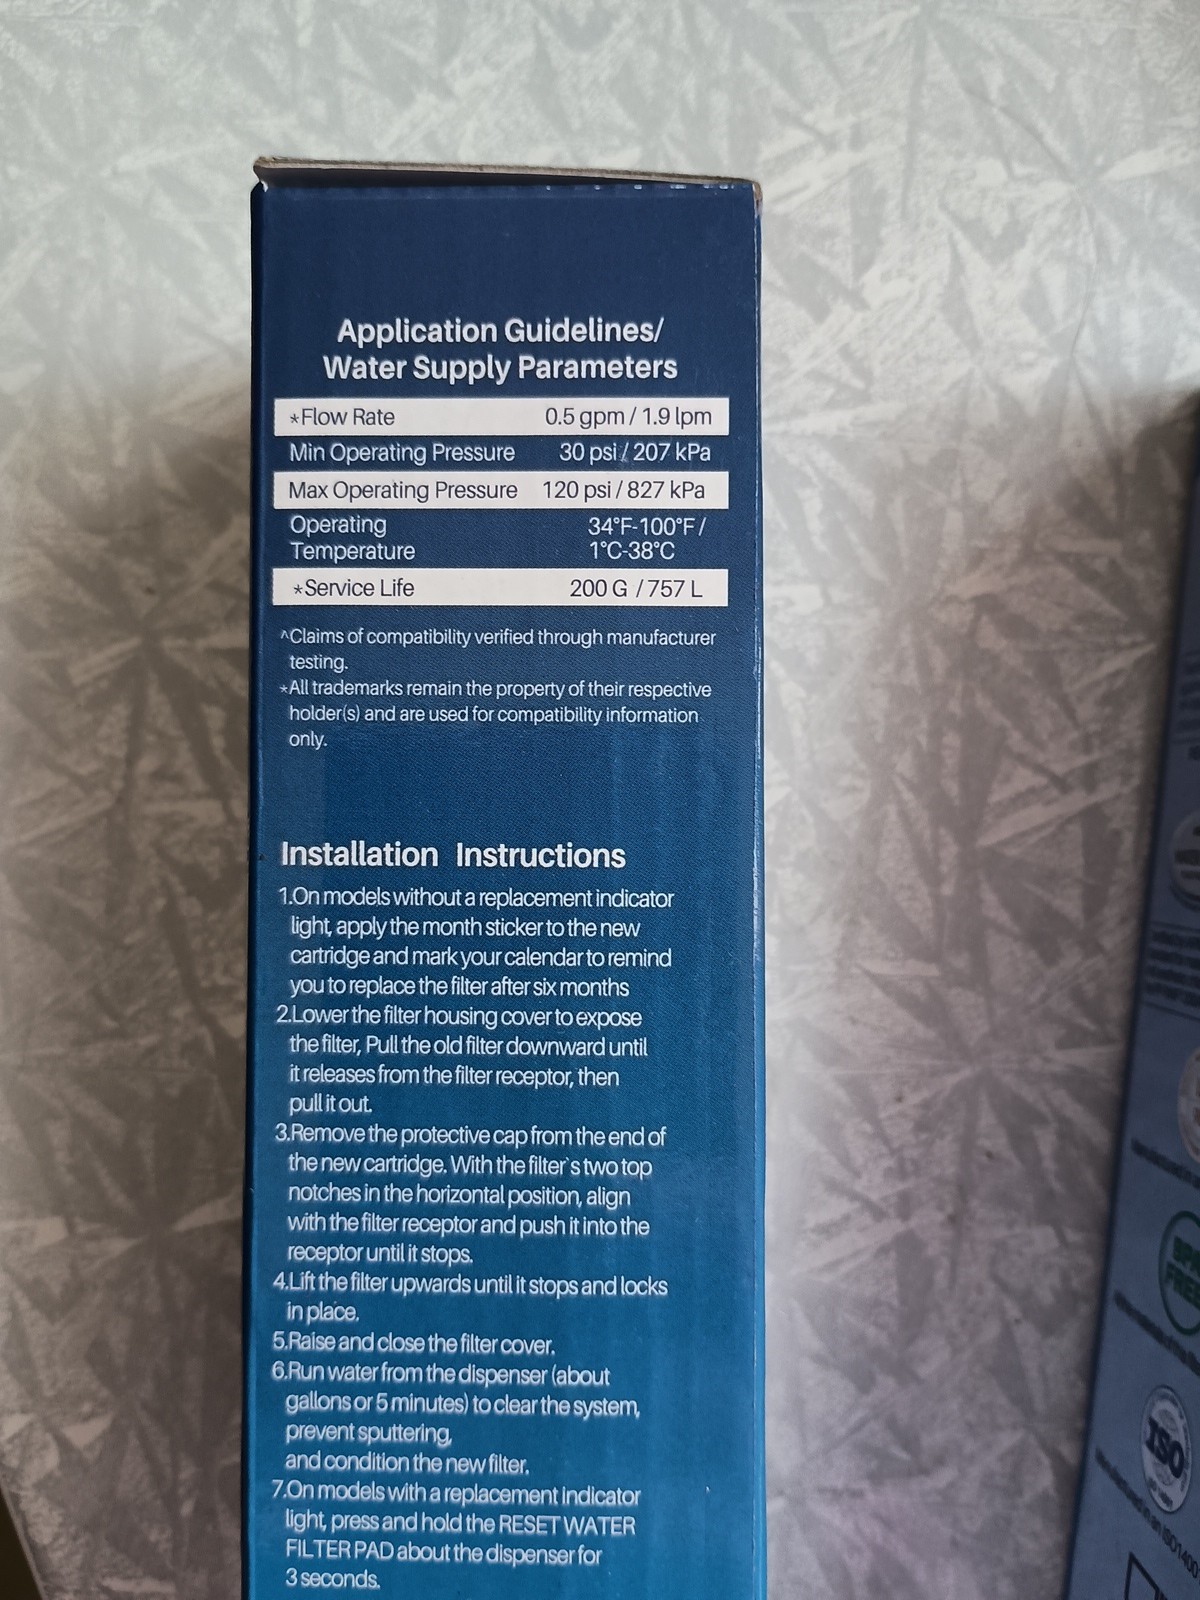 Application Guidelines/
Water Supply Parameters
*Flow Rate 0.5 gpm / 1.9 lpm
Min Operating Pressure 30 psi / 207 kPa
Max Operating Pressure 120 psi / 827 kPa
Operating 34°F-100°F /
Temperature 1°C-38°C
*Service Life 200 G / 757 L
^Claims of compatibility verified through manufacturer
testing.
*All trademarks remain the property of their respective
holder(s) and are used for compatibility information
only.
Installation Instructions
1.On models without a replacement indicator
light, apply the month sticker to the new
cartridge and mark your calendar to remind
you to replace the filter after six months
2.Lower the filter housing cover to expose
the filter, Pull the old filter downward until
it releases from the filter receptor, then
pull it out.
3.Remove the protective cap from the end of
the new cartridge. With the filter`s two top
notches in the horizontal position, align
with the filter receptor and push it into the
receptor until it stops.
4.Lift the filter upwards until it stops and locks
in place.
5.Raise and close the filter cover.
6.Run water from the dispenser (about
gallons or 5 minutes) to clear the system,
prevent sputtering,
and condition the new filter.
7.On models with a replacement indicator
light, press and hold the RESET WATER
FILTER PAD about the dispenser for
3 seconds.
ISO